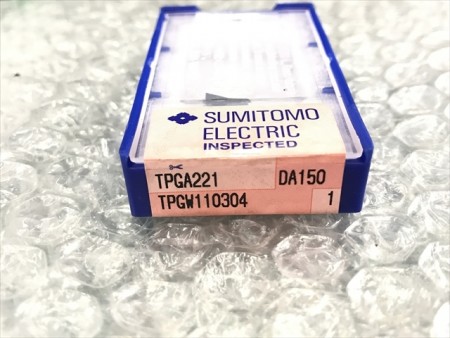 SUMITOMO
ELECTRIC
INSPECTED
TPGA221 DA150
TPGW110304 1